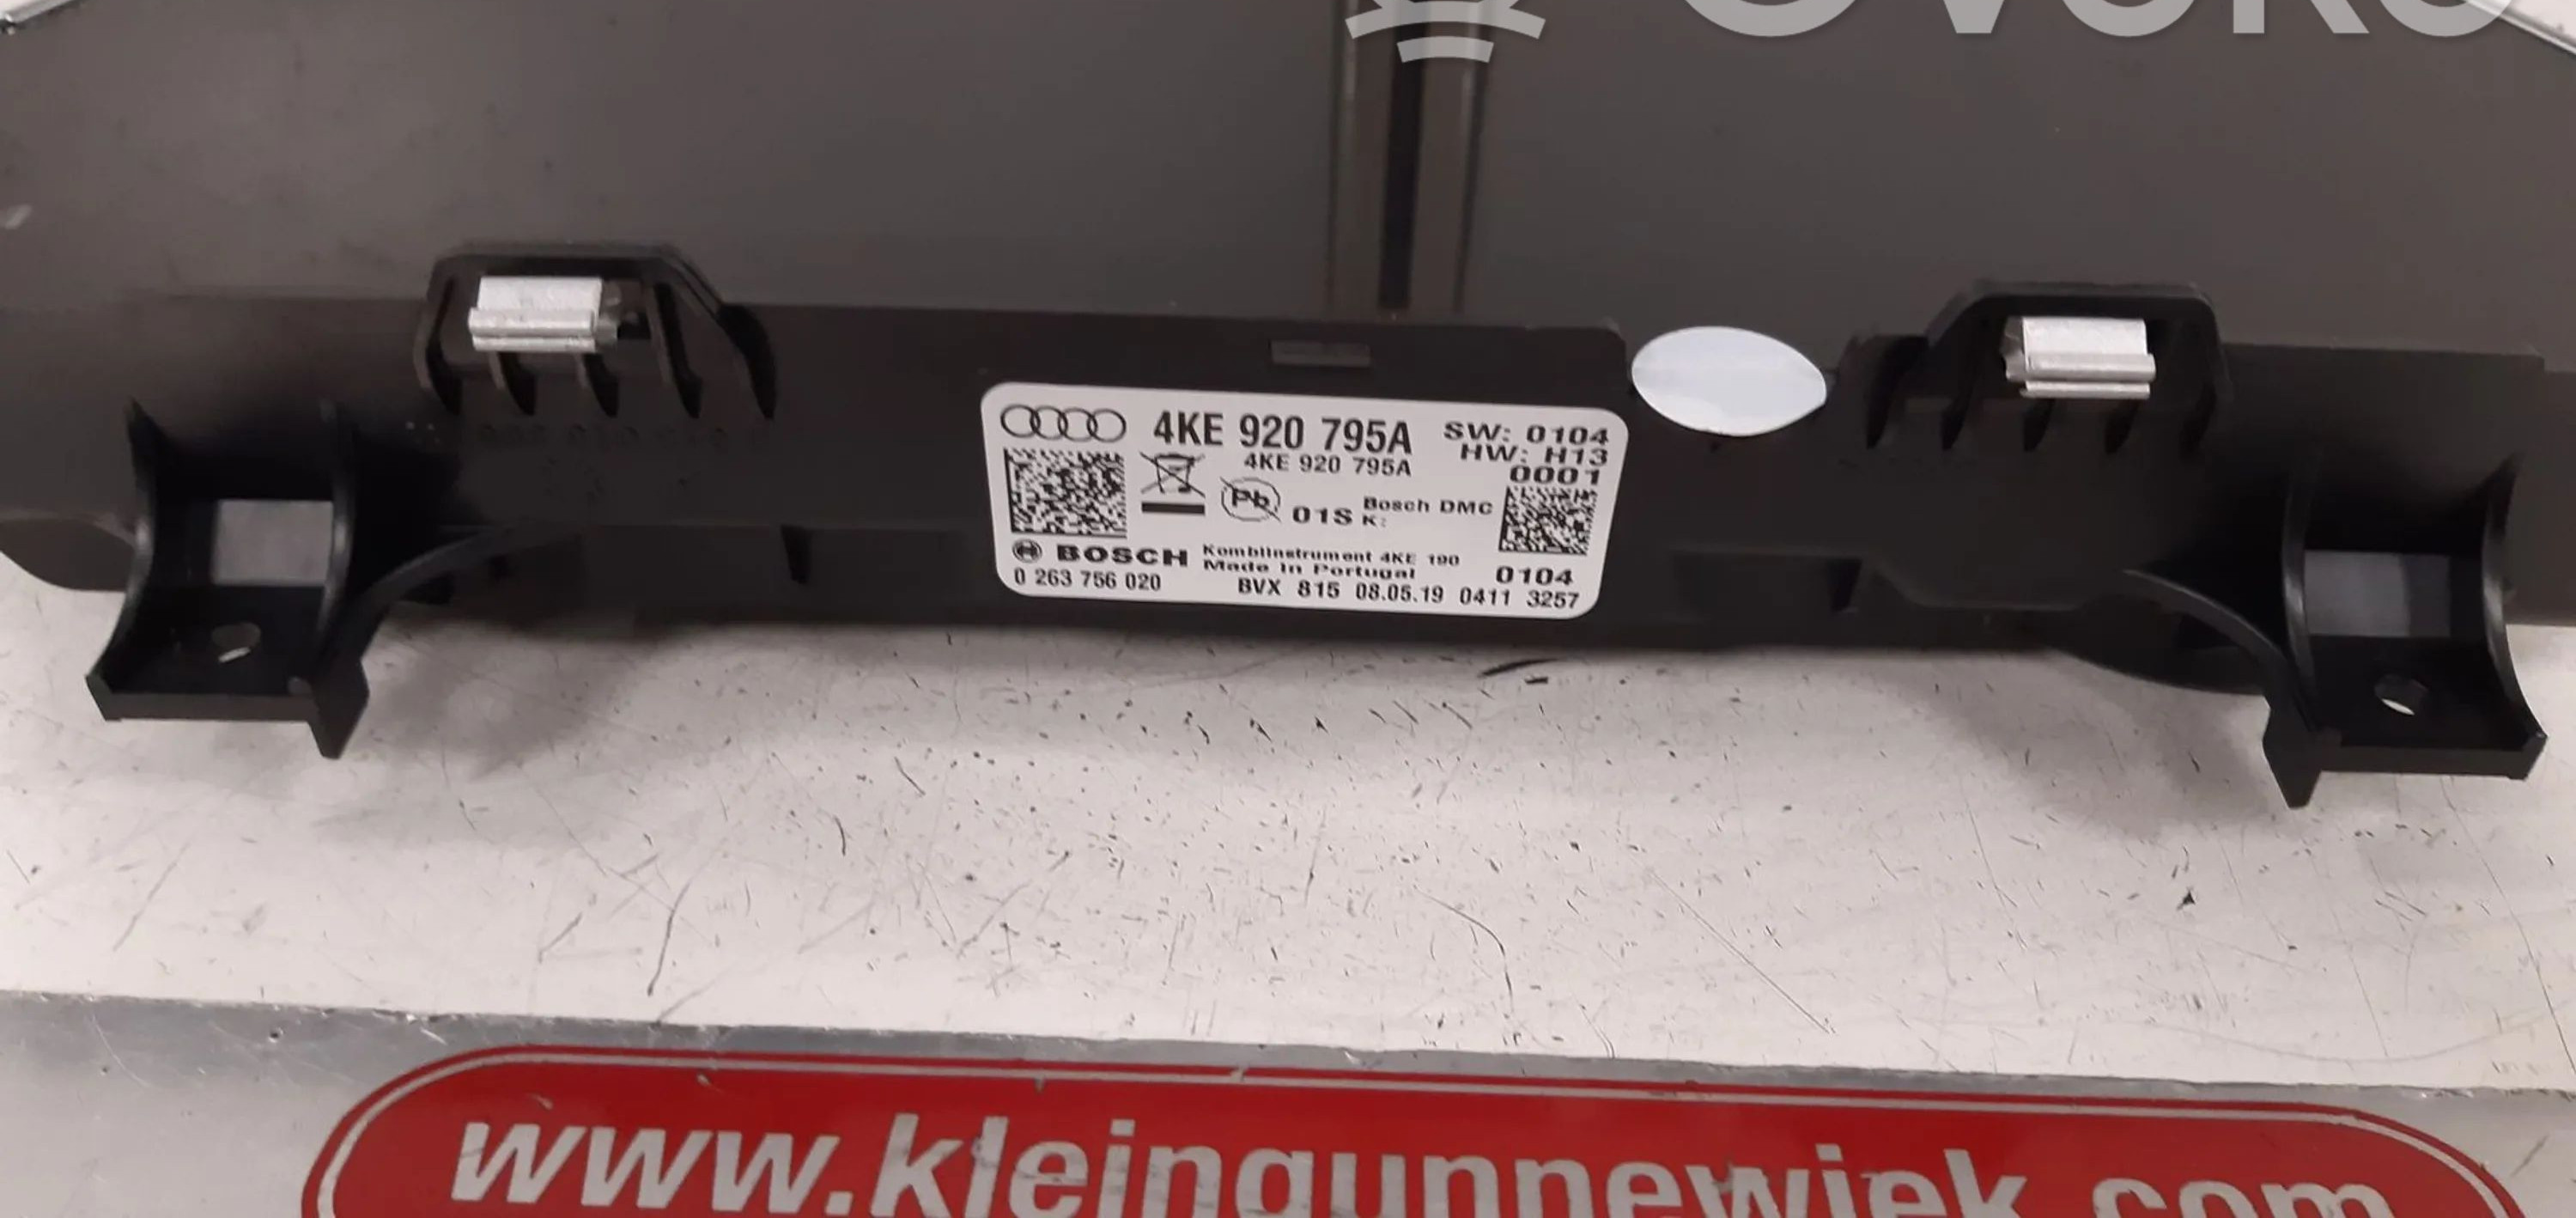 4KE 920 795A
4KE 920 795A
SW: 0104
HW: H13
0001
Pb
01S
Bosch DMC
K:
BOSCH
Kombiinstrument 4KE 190
Made in Portugal
0104
0 263 756 020
BVX 815 08.05.19 0411 3257
www.kleingunnewiek.com